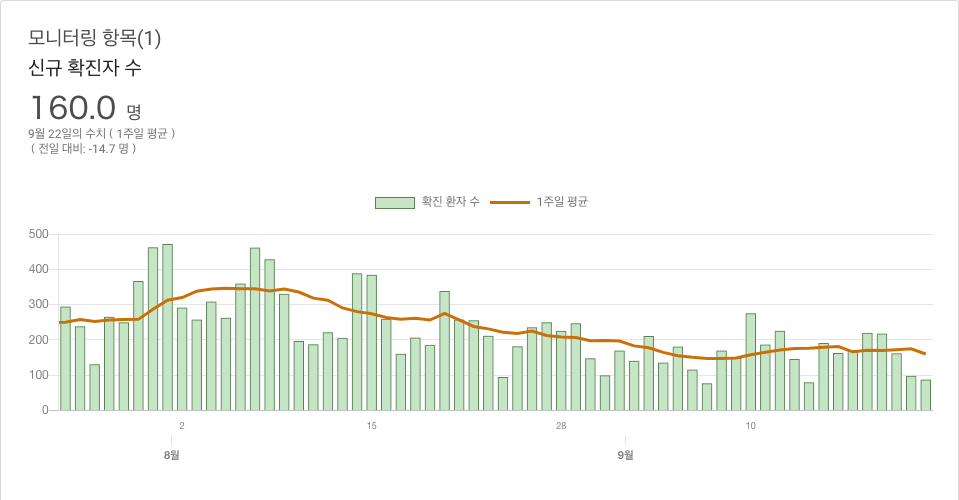 모니터링 항목(1)
신규 확진자 수
160.0 명
9월 22일의 수치 ( 1주일 평균 )
( 전일 대비: -14.7 명 )
확진 환자 수 1주일 평균
500
400
300
200
100
0
2 15 28 10
8월 9월